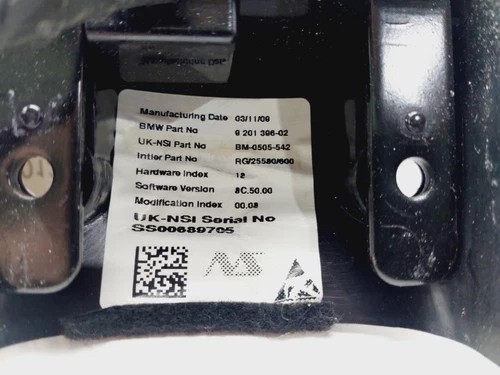 Manufacturing Date 03/11/09
BMW Part No 9 201 396-02
UK-NSI Part No BM-0505-542
Intier Part No RG/25580/600
Hardware Index 12
Software Version 8C.50.00
Modification Index 00.08
UK-NSI Serial No
SS00689705